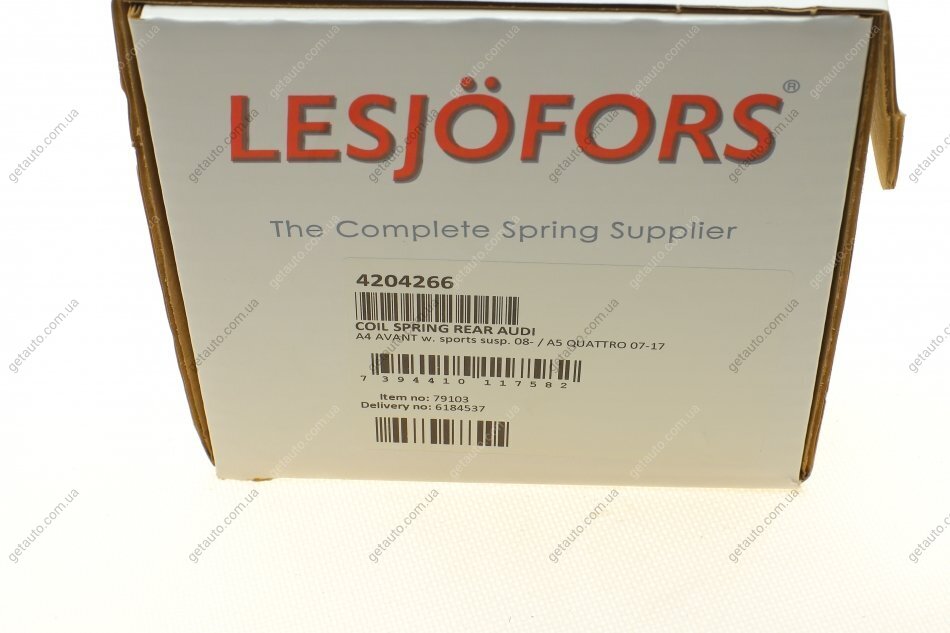 LESJÖFORS®
The Complete Spring Supplier
4204266
COIL SPRING REAR AUDI
A4 AVANT w. sports susp. 08- / A5 QUATTRO 07-17
7 394410 117582
Item no: 79103
Delivery no: 6184537
getauto.com.ua